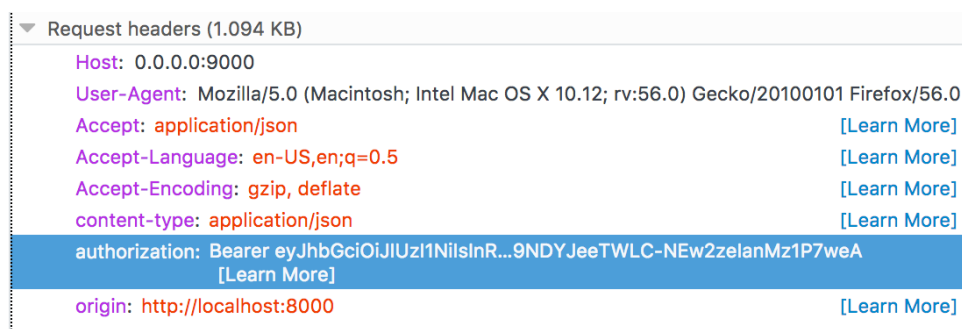 Request headers (1.094 KB)
Host: 0.0.0.0:9000
User-Agent: Mozilla/5.0 (Macintosh; Intel Mac OS X 10.12; rv:56.0) Gecko/20100101 Firefox/56.0
Accept: application/json [Learn More]
Accept-Language: en-US,en;q=0.5 [Learn More]
Accept-Encoding: gzip, deflate [Learn More]
content-type: application/json [Learn More]
authorization: Bearer eyJhbGciOiJIUzI1NiIsInR...9NDYJeeTWLC-NEw2zeIanMz1P7weA
[Learn More]
origin: http://localhost:8000 [Learn More]